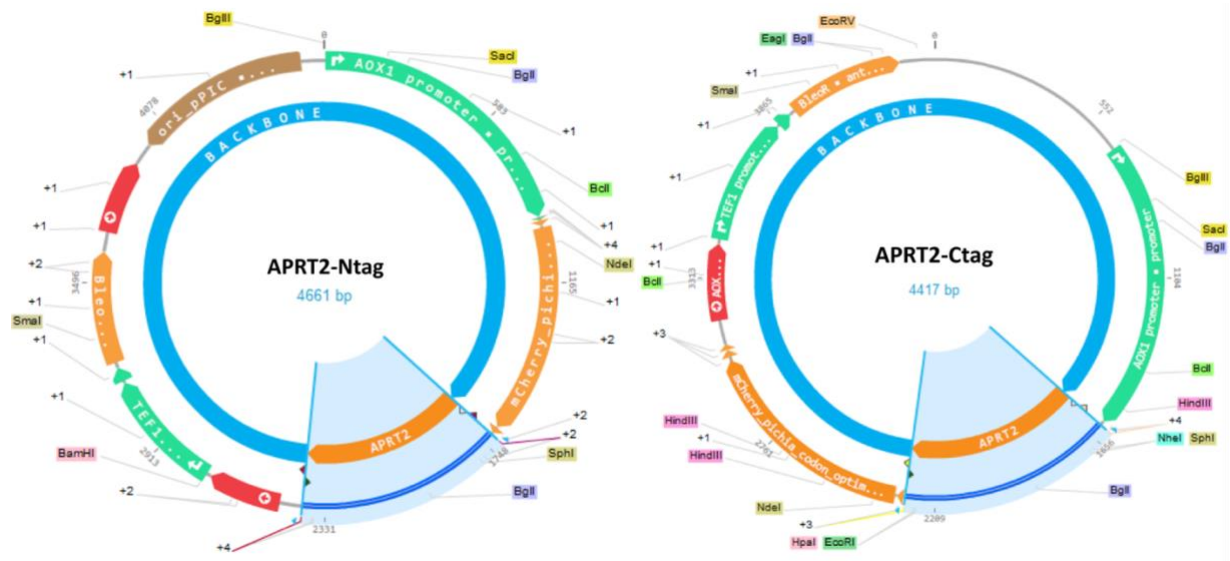 BglII
0
SacI
BglI
+1
AOX1 promoter ▪ pr...
583
+1
BclI
+1
+4
NdeI
1165
+1
mCherry_pichi...
+2
+2
+2
SphI
1748
BglI
2331
+4
+2
BamHI
2913
TEF1...
+1
+1
SmaI
+1
Bleo...
3496
+2
+1
+1
4078
ori_pPIC ▪...
BACKBONE
APRT2-Ntag
4661 bp
APRT2
EcoRV
0
EagI BglI
+1
BleoR ▪ ant...
SmaI
3865
+1
TEF1 promot...
+1
552
BglII
SacI
BglI
1104
AOX1 promoter ▪ promoter
BclI
HindIII
+4
NheI SphI
1656
BglI
2209
HpaI EcoRI
+3
NdeI
mCherry_pichia_codon_optim...
HindIII
+1
2761
HindIII
+3
AOX...
3313
BclI
+1
+1
BACKBONE
APRT2-Ctag
4417 bp
APRT2